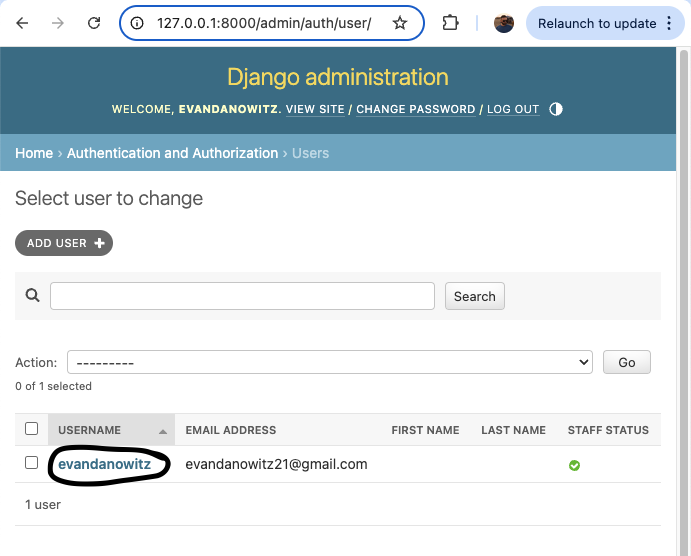 127.0.0.1:8000/admin/auth/user/
Relaunch to update
Django administration
WELCOME, EVANDANOWITZ. VIEW SITE / CHANGE PASSWORD / LOG OUT
Home › Authentication and Authorization › Users
Select user to change
ADD USER +
Search
Action: --------- Go
0 of 1 selected
USERNAME EMAIL ADDRESS FIRST NAME LAST NAME STAFF STATUS
evandanowitz evandanowitz21@gmail.com
1 user